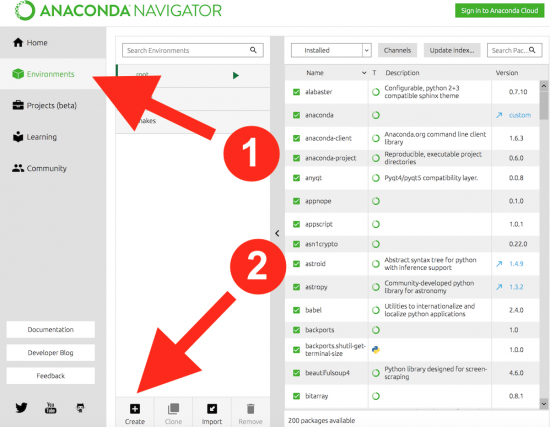 ANACONDA NAVIGATOR
Sign in to Anaconda Cloud
Home
Environments
Projects (beta)
Learning
Community
Documentation
Developer Blog
Feedback
You Tube
Search Environments
root
1
2
Create
Clone
Import
Remove
Installed
Channels
Update index...
Search Pac...
Name
T
Description
Version
alabaster
Configurable, python 2+3
compatible sphinx theme
0.7.10
anaconda
custom
anaconda-client
Anaconda.org command line client
library
1.6.3
anaconda-project
Reproducible, executable project
directories
0.6.0
anyqt
Pyqt4/pyqt5 compatibility layer.
0.0.8
appnope
0.1.0
appscript
1.0.1
asn1crypto
0.22.0
astroid
Abstract syntax tree for python
with inference support
1.4.9
astropy
Community-developed python
library for astronomy
1.3.2
babel
Utilities to internationalize and
localize python applications
2.4.0
backports
1.0
backports.shutil-get-
terminal-size
1.0.0
beautifulsoup4
Python library designed for screen-
scraping
4.6.0
bitarray
0.8.1
200 packages available